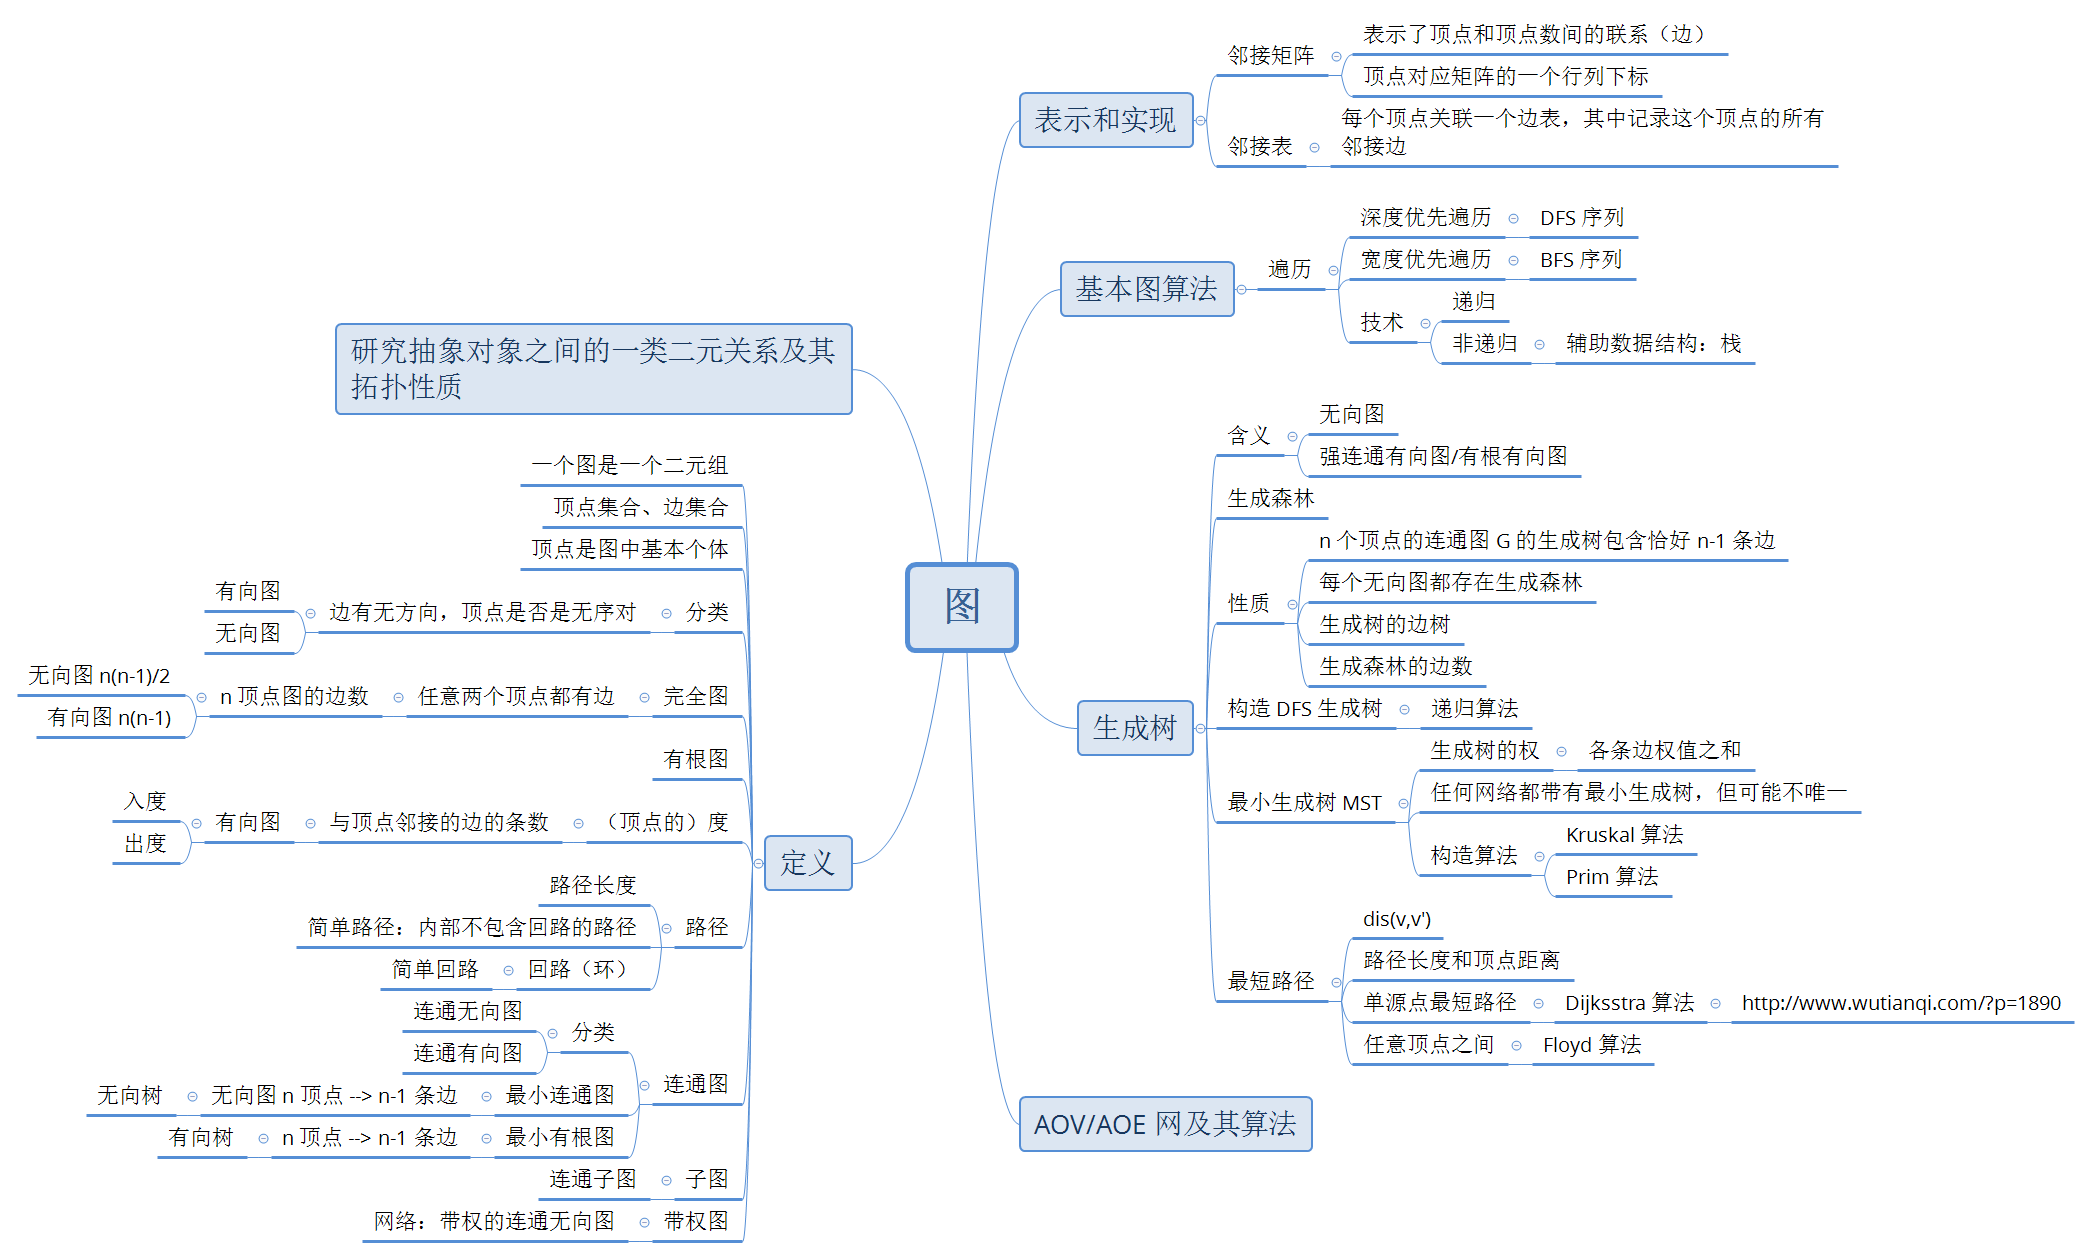 图
表示和实现
邻接矩阵
表示了顶点和顶点数间的联系（边）
顶点对应矩阵的一个行列下标
邻接表
每个顶点关联一个边表，其中记录这个顶点的所有
邻接边
基本图算法
遍历
深度优先遍历
DFS 序列
宽度优先遍历
BFS 序列
技术
递归
非递归
辅助数据结构：栈
生成树
含义
无向图
强连通有向图/有根有向图
生成森林
性质
n 个顶点的连通图 G 的生成树包含恰好 n-1 条边
每个无向图都存在生成森林
生成树的边树
生成森林的边数
构造 DFS 生成树
递归算法
最小生成树 MST
生成树的权
各条边权值之和
任何网络都带有最小生成树，但可能不唯一
构造算法
Kruskal 算法
Prim 算法
最短路径
dis(v,v')
路径长度和顶点距离
单源点最短路径
Dijksstra 算法
http://www.wutianqi.com/?p=1890
任意顶点之间
Floyd 算法
AOV/AOE 网及其算法
研究抽象对象之间的一类二元关系及其
拓扑性质
定义
一个图是一个二元组
顶点集合、边集合
顶点是图中基本个体
分类
边有无方向，顶点是否是无序对
有向图
无向图
完全图
任意两个顶点都有边
n 顶点图的边数
无向图 n(n-1)/2
有向图 n(n-1)
有根图
（顶点的）度
与顶点邻接的边的条数
有向图
入度
出度
路径
路径长度
简单路径：内部不包含回路的路径
回路（环）
简单回路
连通图
分类
连通无向图
连通有向图
最小连通图
无向图 n 顶点 --> n-1 条边
无向树
最小有根图
n 顶点 --> n-1 条边
有向树
子图
连通子图
带权图
网络：带权的连通无向图